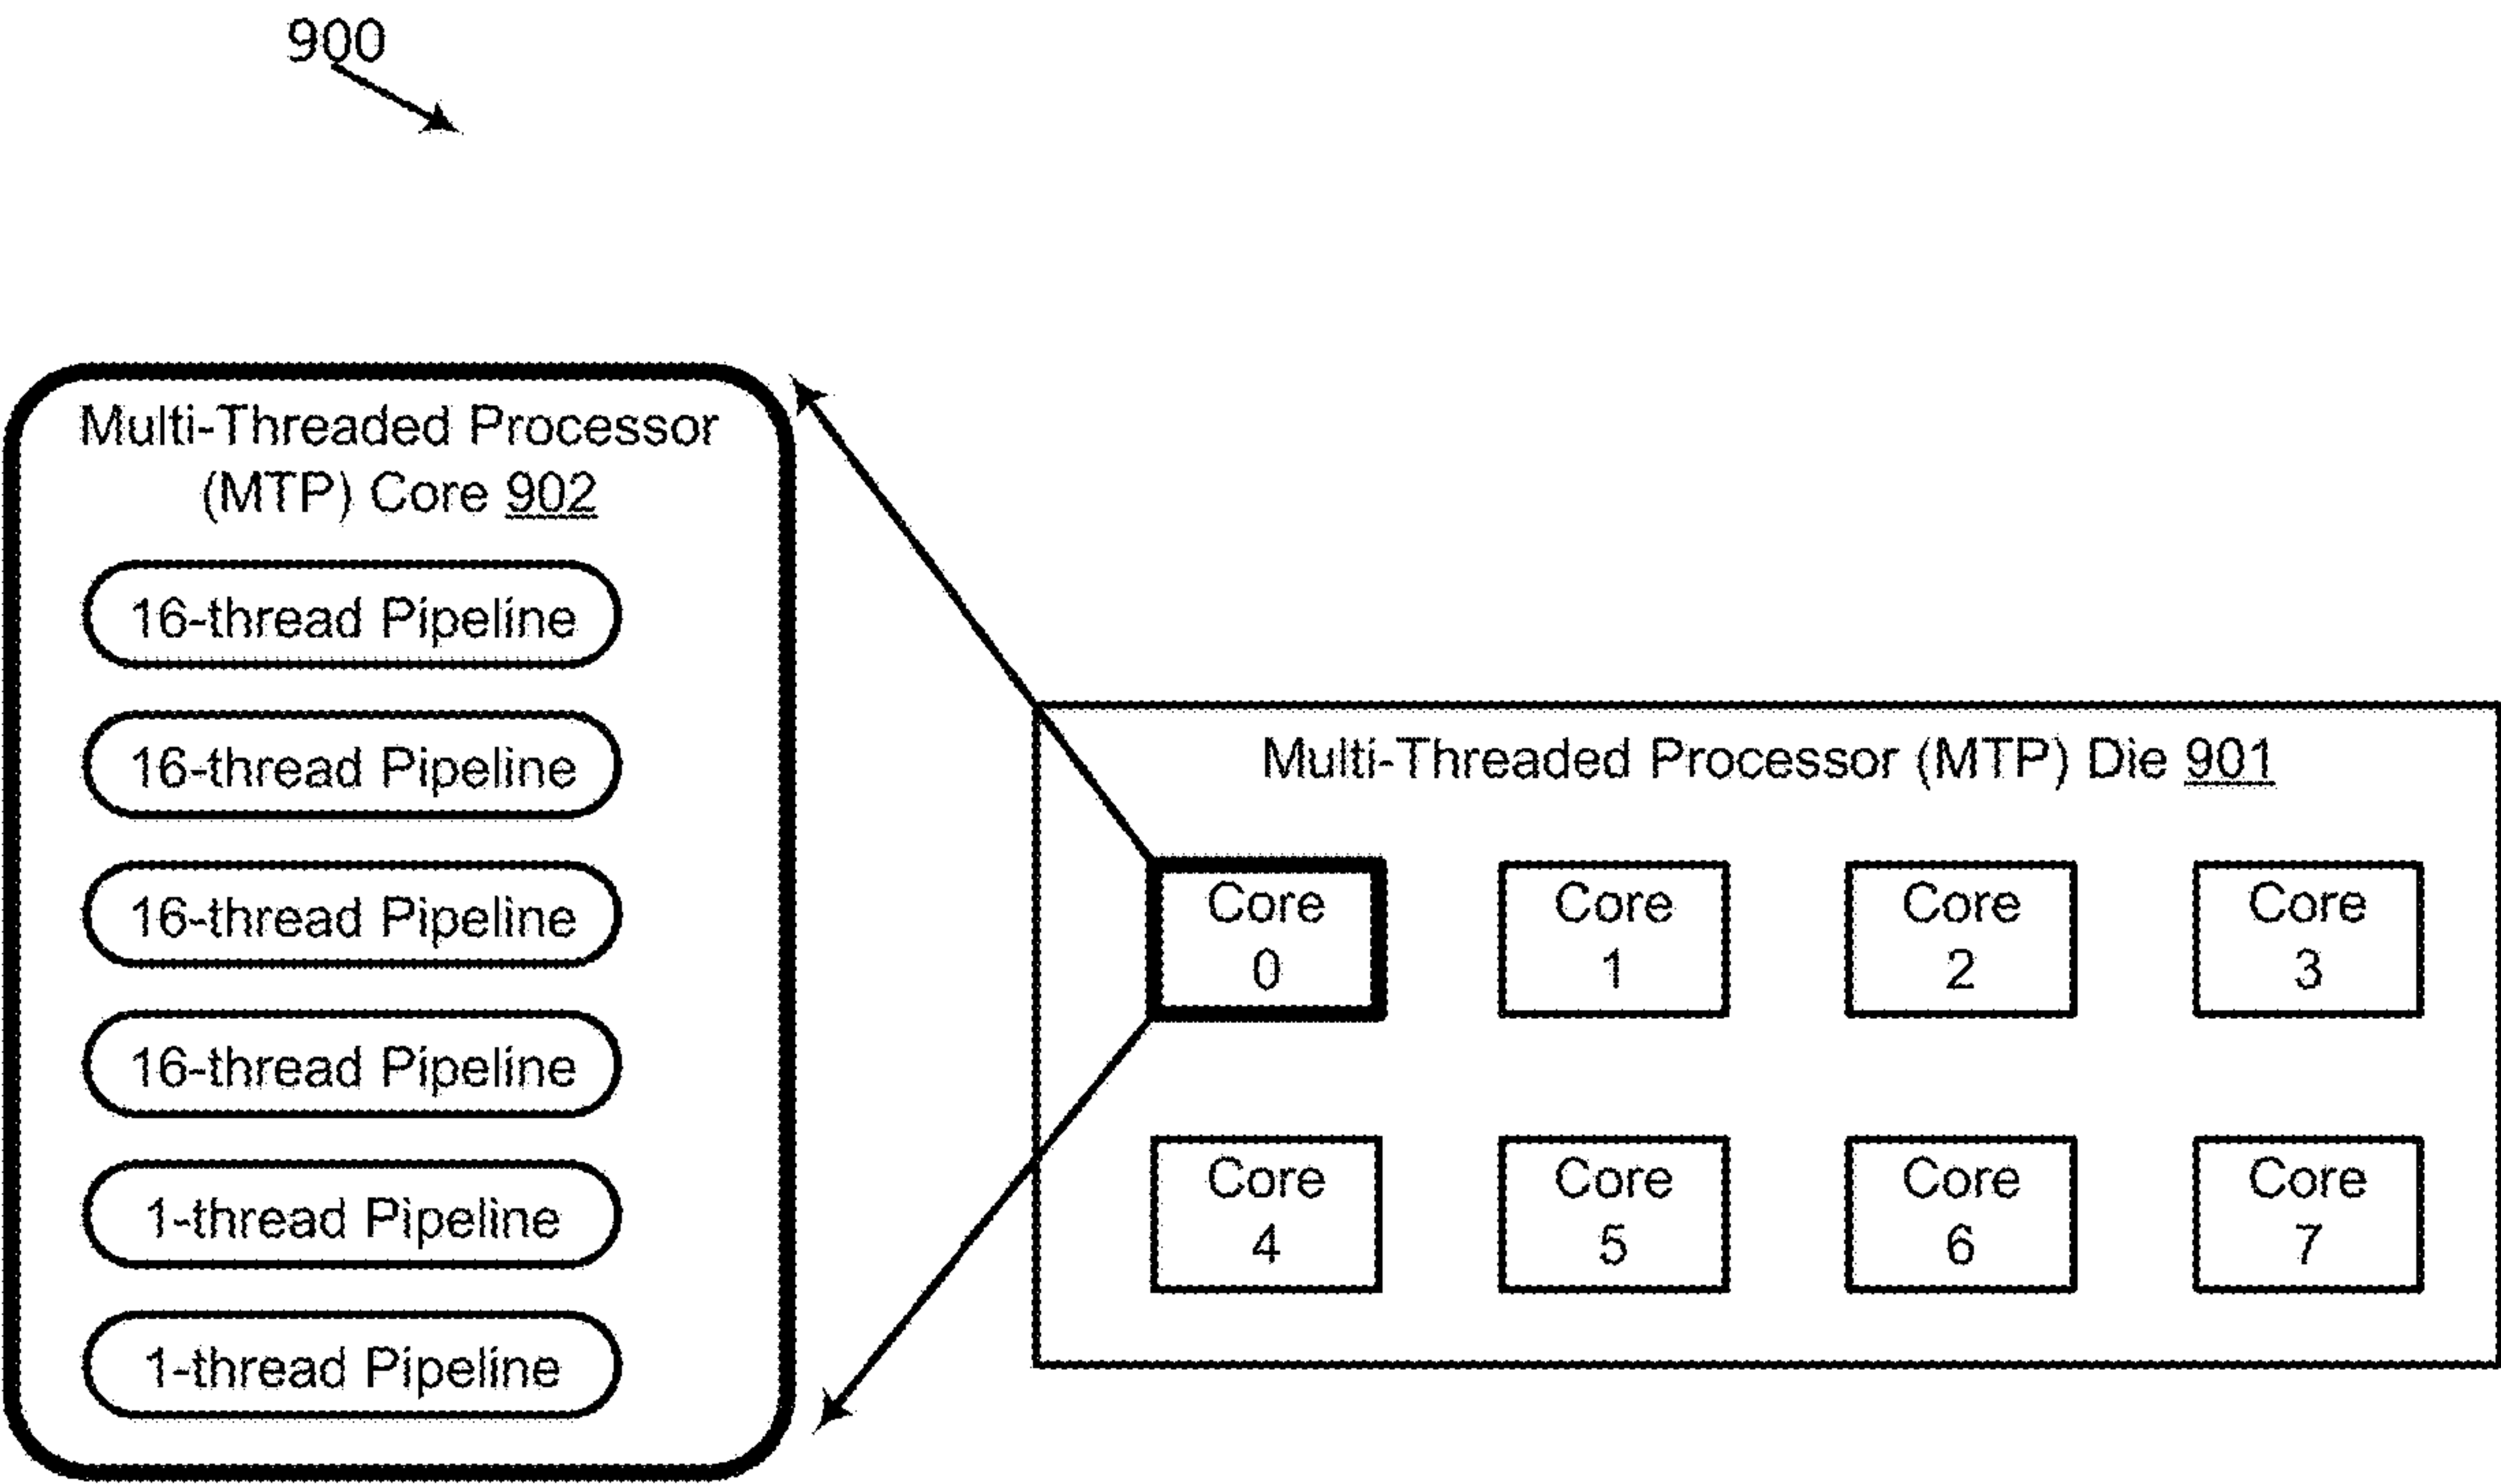 900
Multi-Threaded Processor
(MTP) Core 902
16-thread Pipeline
16-thread Pipeline
16-thread Pipeline
16-thread Pipeline
1-thread Pipeline
1-thread Pipeline
Multi-Threaded Processor (MTP) Die 901
Core
0
Core
1
Core
2
Core
3
Core
4
Core
5
Core
6
Core
7